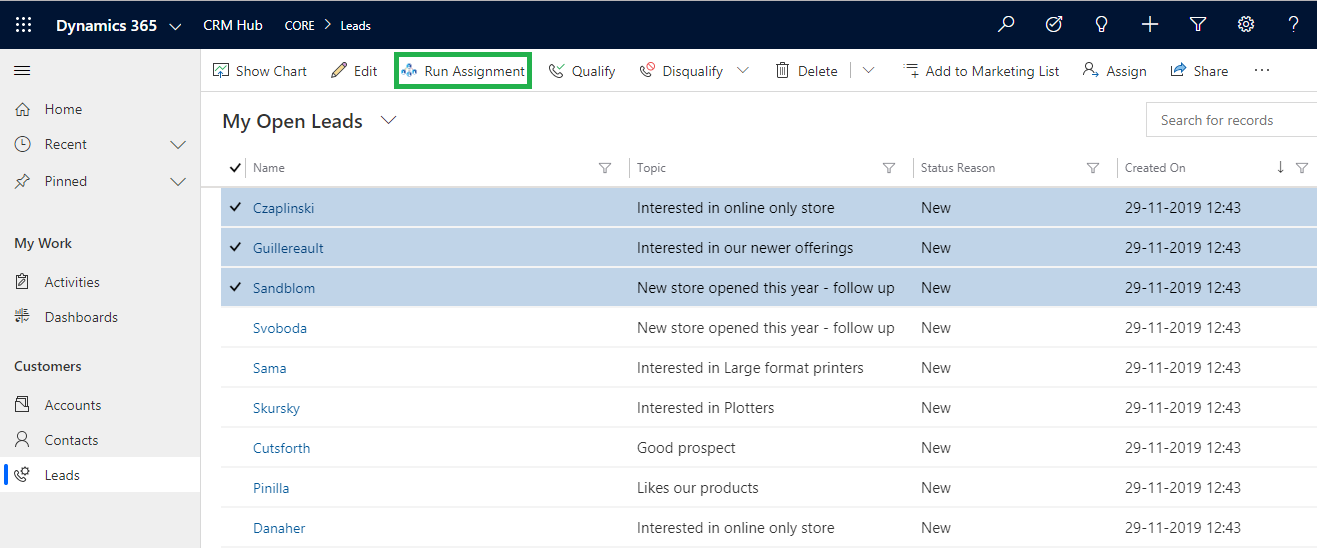 Dynamics 365 CRM Hub CORE > Leads ?
Show Chart Edit Run Assignment Qualify Disqualify Delete Add to Marketing List Assign Share ...
Home
Recent
Pinned
My Work
Activities
Dashboards
Customers
Accounts
Contacts
Leads
My Open Leads Search for records
Name Topic Status Reason Created On
Czaplinski Interested in online only store New 29-11-2019 12:43
Guillereault Interested in our newer offerings New 29-11-2019 12:43
Sandblom New store opened this year - follow up New 29-11-2019 12:43
Svoboda New store opened this year - follow up New 29-11-2019 12:43
Sama Interested in Large format printers New 29-11-2019 12:43
Skursky Interested in Plotters New 29-11-2019 12:43
Cutsforth Good prospect New 29-11-2019 12:43
Pinilla Likes our products New 29-11-2019 12:43
Danaher Interested in online only store New 29-11-2019 12:43